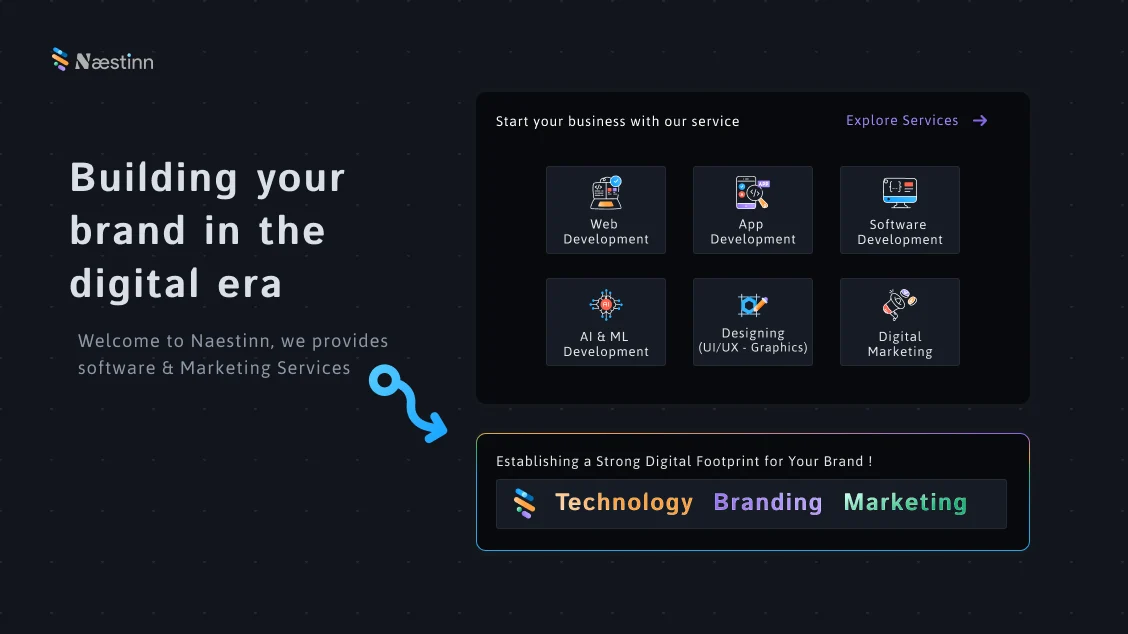 Næstinn
Building your
brand in the
digital era
Welcome to Naestinn, we provides
software & Marketing Services
Start your business with our service
Explore Services
Web
Development
App
Development
Software
Development
AI & ML
Development
Designing
(UI/UX - Graphics)
Digital
Marketing
Establishing a Strong Digital Footprint for Your Brand !
Technology Branding Marketing